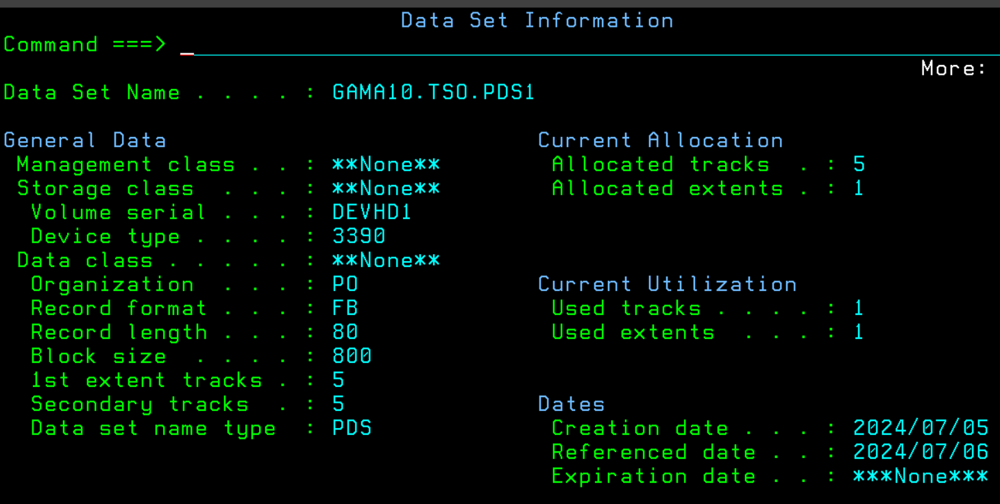 Data Set Information
Command ===> _
More:
Data Set Name . . . . : GAMA10.TSO.PDS1
General Data Current Allocation
Management class . . : **None** Allocated tracks . : 5
Storage class . . . : **None** Allocated extents . : 1
Volume serial . . . : DEVHD1
Device type . . . . : 3390
Data class . . . . . : **None**
Organization . . . : PO Current Utilization
Record format . . . : FB Used tracks . . . . : 1
Record length . . . : 80 Used extents . . . : 1
Block size . . . . : 800
1st extent tracks . : 5
Secondary tracks . : 5 Dates
Data set name type : PDS Creation date . . . : 2024/07/05
Referenced date . . : 2024/07/06
Expiration date . . : ***None***